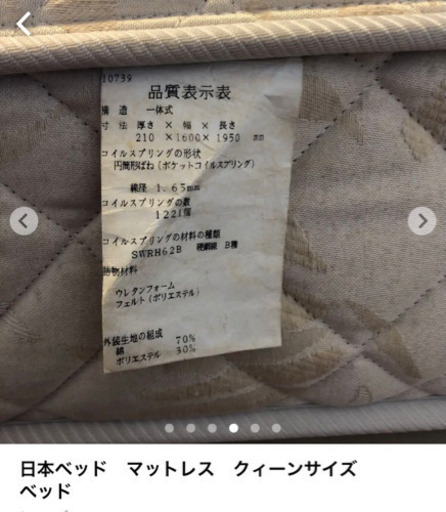 10739
品質表示表
構造 一体式
寸法 厚さ × 幅 × 長さ
210 ×1600× 1950 mm
コイルスプリングの形状
円筒形ばね(ポケットコイルスプリング)
線径 1.65mm
コイルスプリングの数
1221個
コイルスプリングの材料の種類
SWRH62B 硬鋼線 B種
詰物材料
ウレタンフォーム
フェルト(ポリエステル)
外装生地の組成
綿 70%
ポリエステル 30%
日本ベッド マットレス クィーンサイズ
ベッド